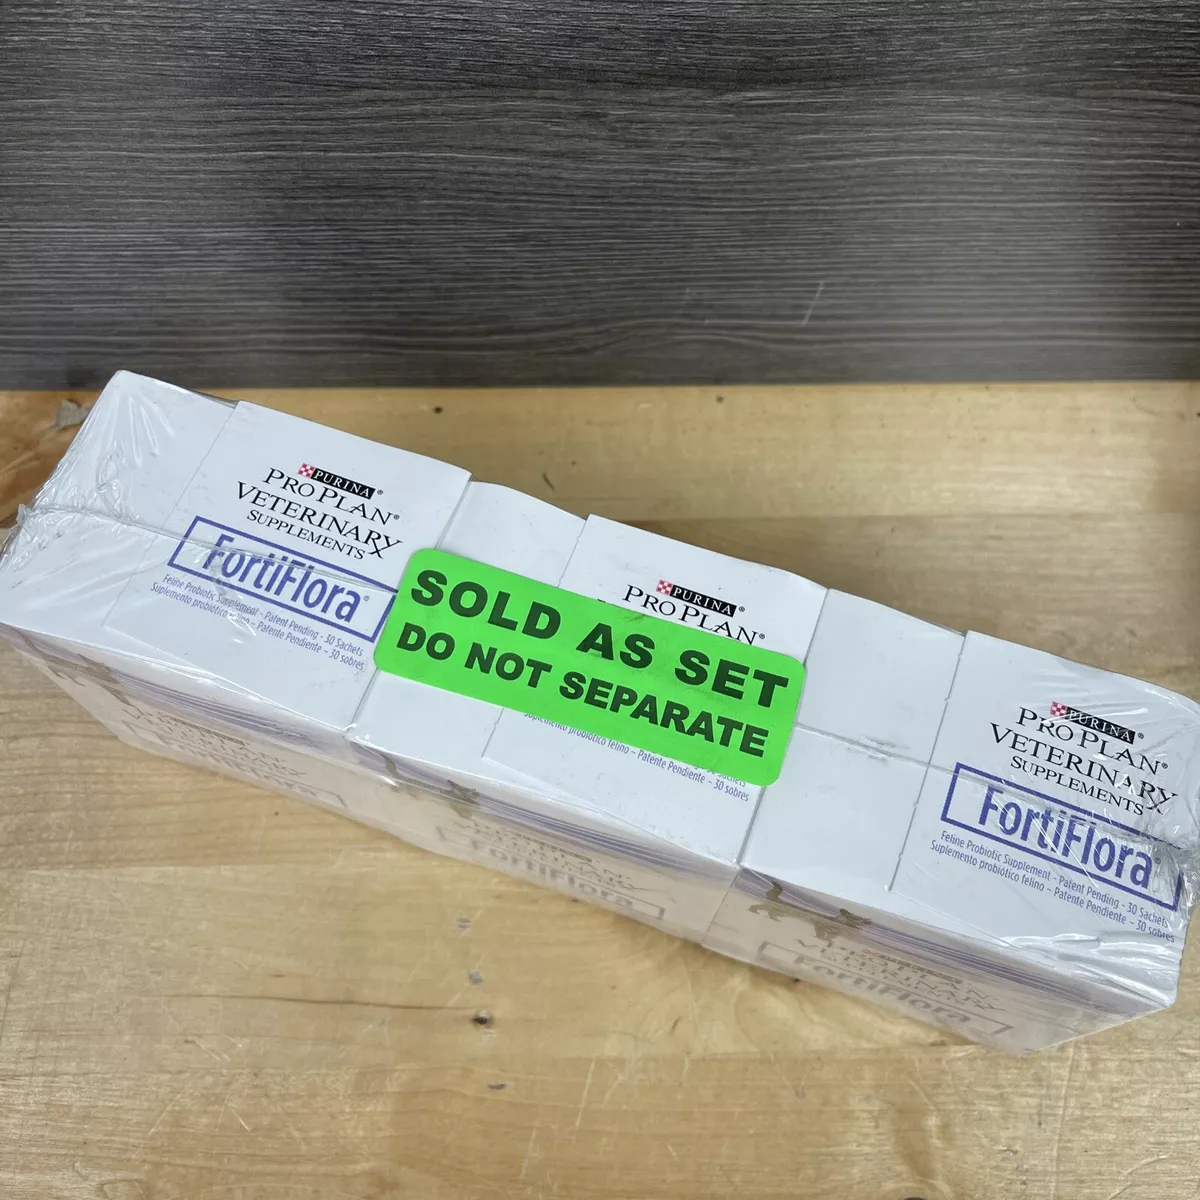 PURINA®
PRO PLAN®
VETERINARY
SUPPLEMENTS
FortiFlora®
Feline Probiotic Supplement - Patent Pending - 30 Sachets
Suplemento probiótico felino – Patente Pendiente – 30 sobres
PURINA®
PRO PLAN®
SOLD AS SET
DO NOT SEPARATE
Suplemento probiótico felino – Patente Pendiente – 30 sobres
PURINA®
PRO PLAN®
VETERINARY
SUPPLEMENTS
FortiFlora®
Feline Probiotic Supplement - Patent Pending - 30 Sachets
Suplemento probiótico felino – Patente Pendiente – 30 sobres
FortiFlora
FortiFlora